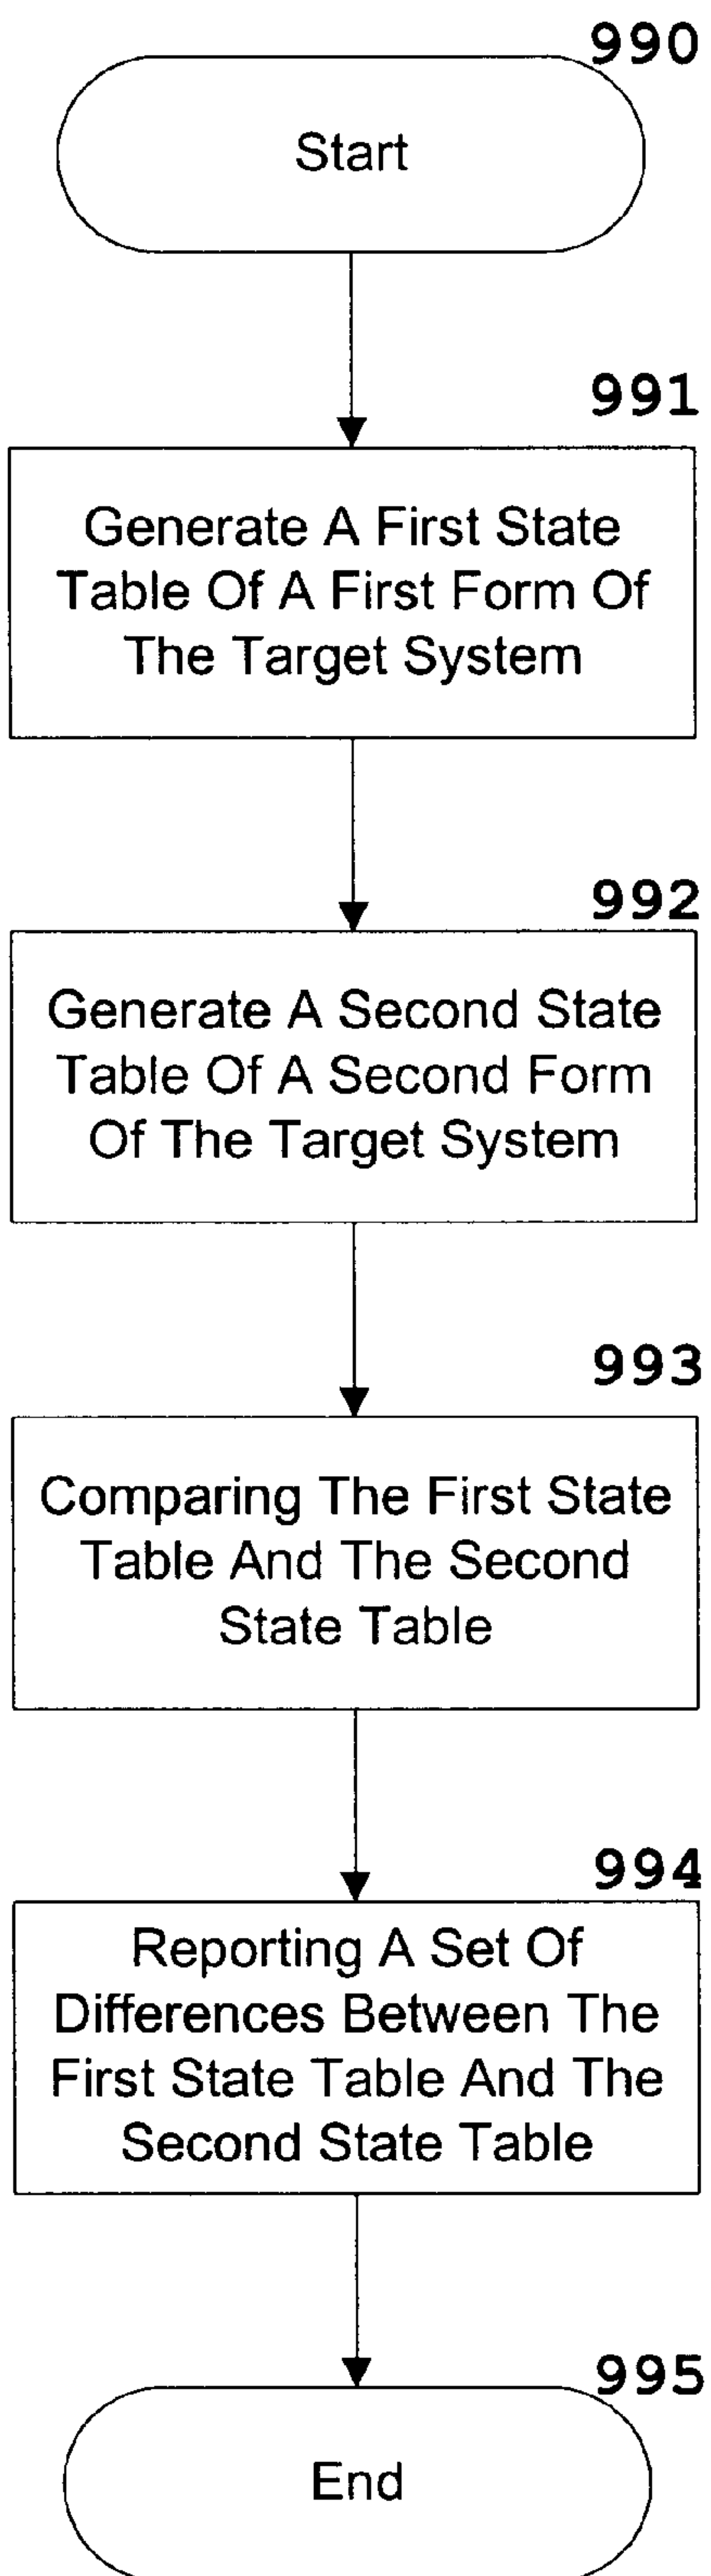 990
Start
991
Generate A First State
Table Of A First Form Of
The Target System
992
Generate A Second State
Table Of A Second Form
Of The Target System
993
Comparing The First State
Table And The Second
State Table
994
Reporting A Set Of
Differences Between The
First State Table And The
Second State Table
995
End